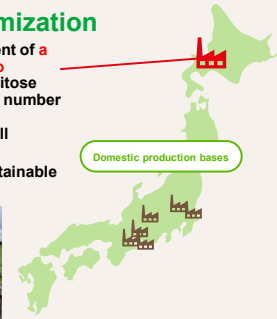 mization
ent of a
o
itose
number
ll
tainable
Domestic production bases